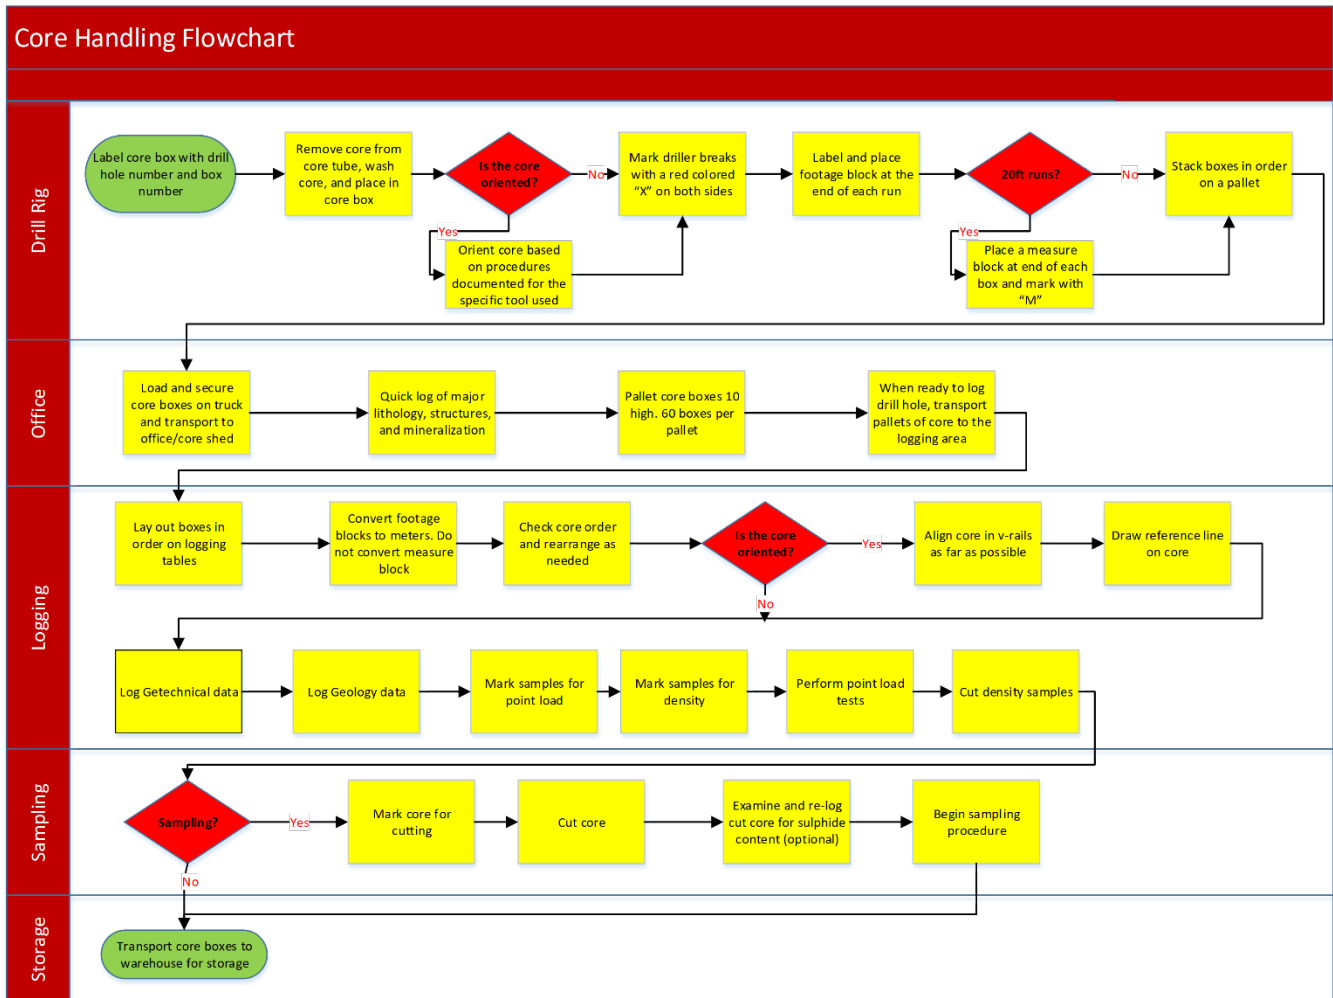 Core Handling Flowchart
Drill Rig
Label core box with drill
hole number and box
number
Remove core from
core tube, wash
core, and place in
core box
Is the core
oriented?
No
Yes
Orient core based
on procedures
documented for the
specific tool used
Mark driller breaks
with a red colored
“X” on both sides
Label and place
footage block at the
end of each run
20ft runs?
No
Yes
Place a measure
block at end of each
box and mark with
“M”
Stack boxes in order
on a pallet
Office
Load and secure
core boxes on truck
and transport to
office/core shed
Quick log of major
lithology, structures,
and mineralization
Pallet core boxes 10
high. 60 boxes per
pallet
When ready to log
drill hole, transport
pallets of core to the
logging area
Logging
Lay out boxes in
order on logging
tables
Convert footage
blocks to meters. Do
not convert measure
block
Check core order
and rearrange as
needed
Is the core
oriented?
Yes
No
Align core in v-rails
as far as possible
Draw reference line
on core
Log Getechnical data
Log Geology data
Mark samples for
point load
Mark samples for
density
Perform point load
tests
Cut density samples
Sampling
Sampling?
Yes
No
Mark core for
cutting
Cut core
Examine and re-log
cut core for sulphide
content (optional)
Begin sampling
procedure
Storage
Transport core boxes to
warehouse for storage